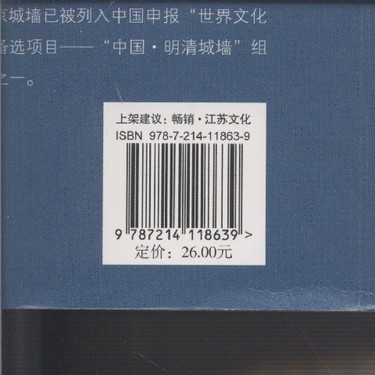 京城墙已被列入中国申报“世界文化
备选项目——“中国·明清城墙”组
之一。
上架建议：畅销·江苏文化
ISBN 978-7-214-11863-9
9 787214 118639 >
定价：26.00元